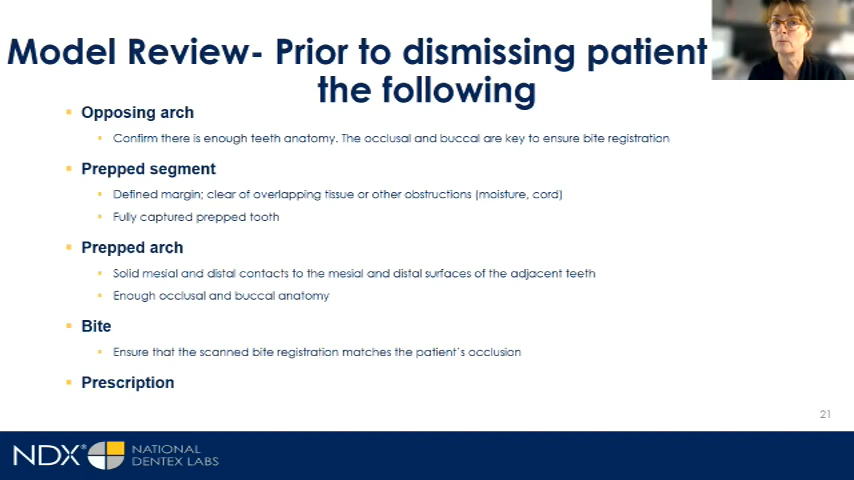 Model Review- Prior to dismissing patient
the following
Opposing arch
Confirm there is enough teeth anatomy. The occlusal and buccal are key to ensure bite registration
Prepped segment
Defined margin; clear of overlapping tissue or other obstructions (moisture, cord)
Fully captured prepped tooth
Prepped arch
Solid mesial and distal contacts to the mesial and distal surfaces of the adjacent teeth
Enough occlusal and buccal anatomy
Bite
Ensure that the scanned bite registration matches the patient's occlusion
Prescription
21
NDX®
NATIONAL
DENTEX LABS